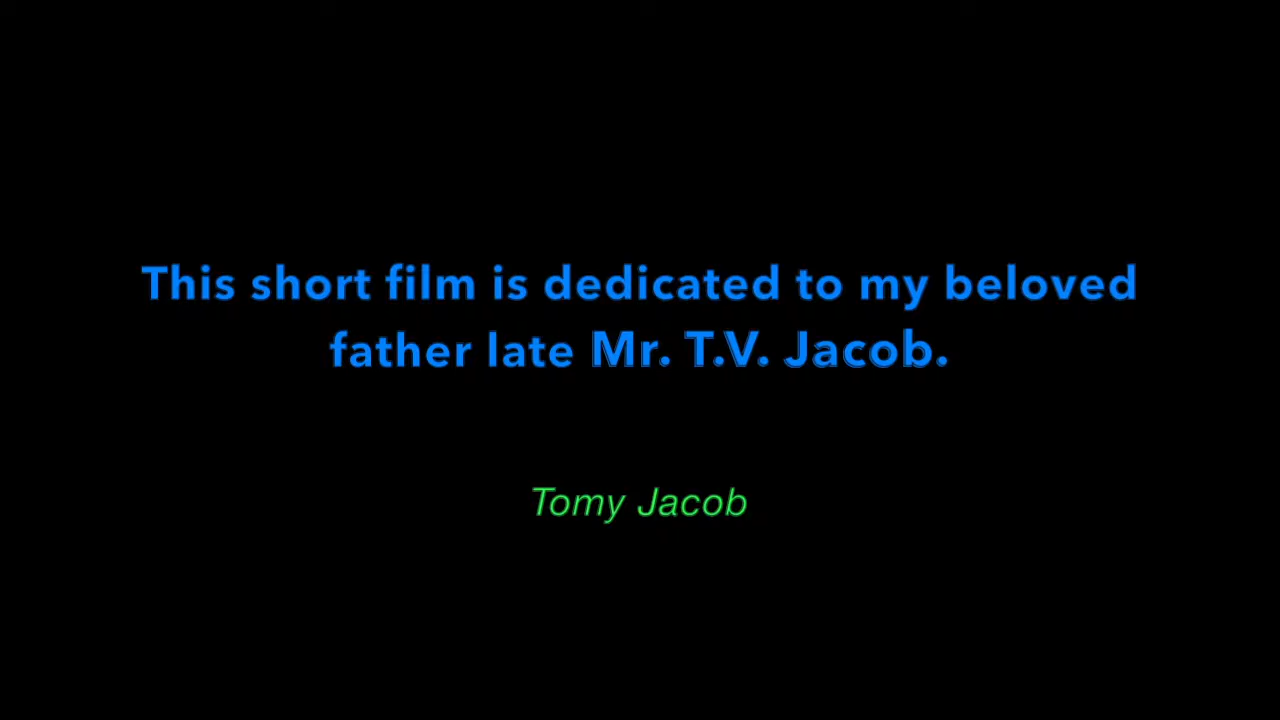 This short film is dedicated to my beloved
father late Mr. T.V. Jacob.
Tomy Jacob